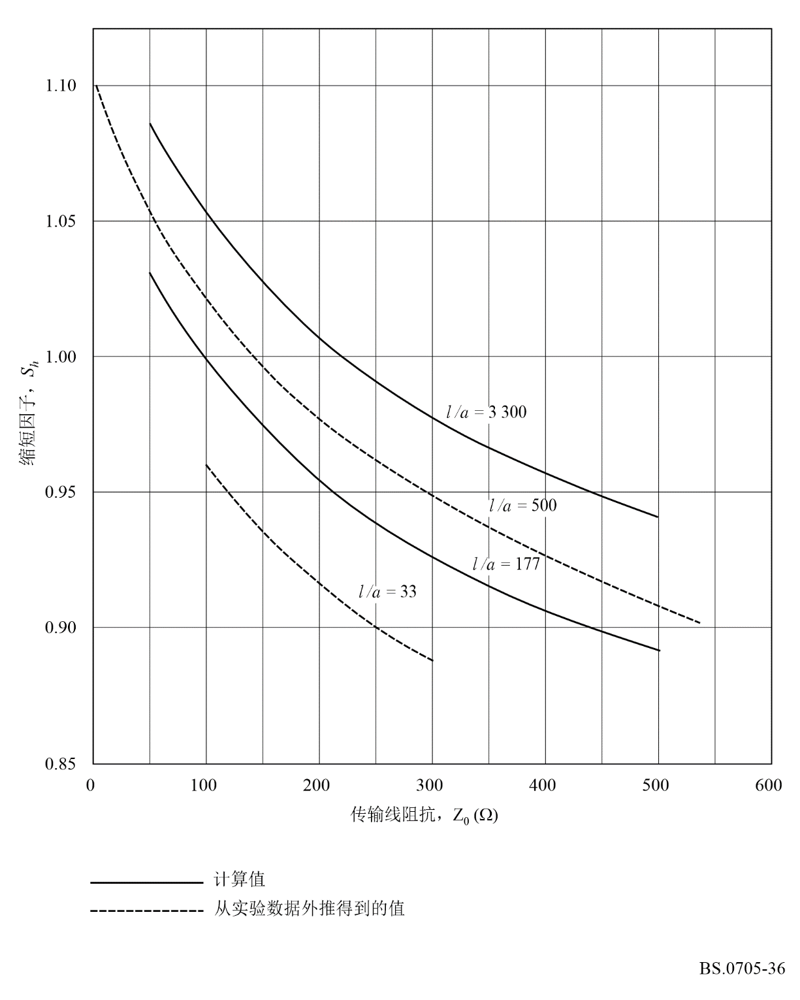 1.10
1.05
1.00
0.95
0.90
0.85
缩短因子，Sh
l/a = 3 300
l/a = 500
l/a = 177
l/a = 33
0 100 200 300 400 500 600
传输线阻抗，Z0 (Ω)
计算值
从实验数据外推得到的值
BS.0705-36